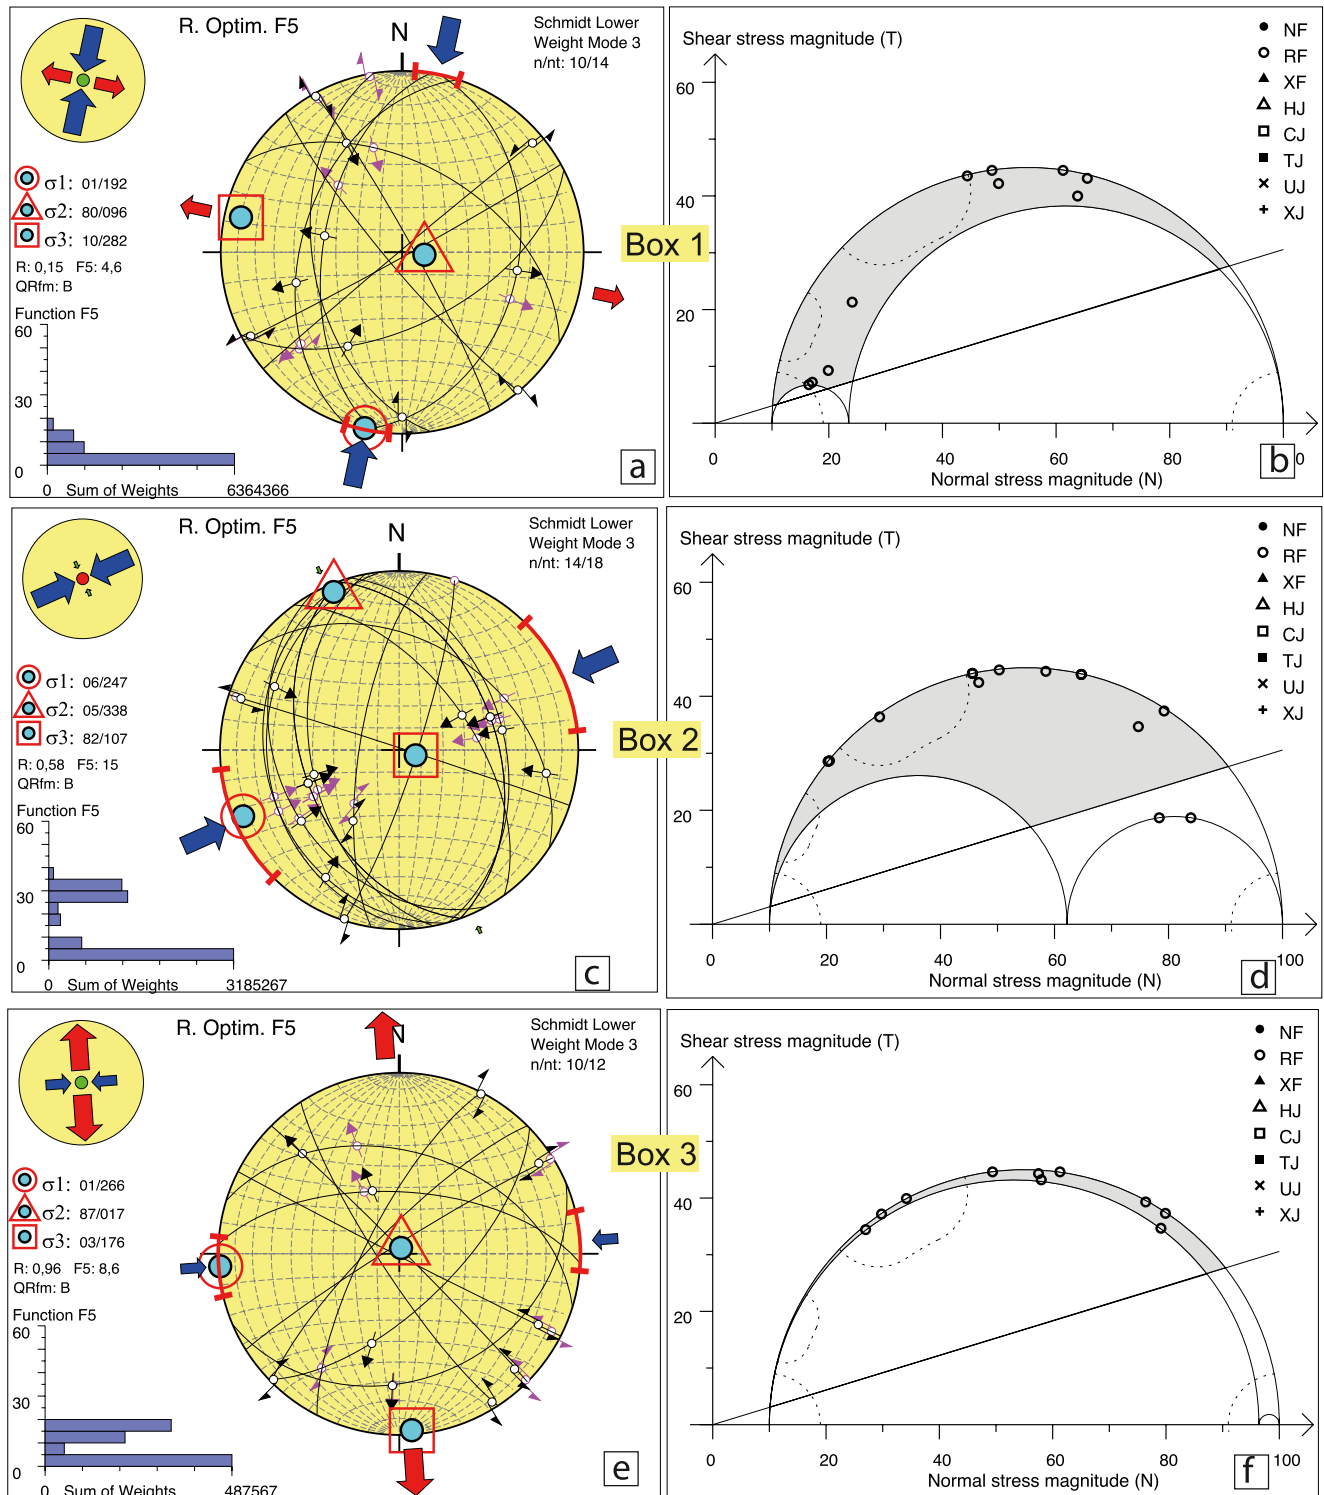 R. Optim. F5
N
Schmidt Lower
Weight Mode 3
n/nt: 10/14
σ1: 01/192
σ2: 80/096
σ3: 10/282
R: 0,15 F5: 4,6
QRfm: B
Function F5
60
30
0
0 Sum of Weights 6364366
a
Box 1
Shear stress magnitude (T)
60
40
20
0 20 40 60 80 0
Normal stress magnitude (N)
NF
RF
XF
HJ
CJ
TJ
UJ
XJ
b
R. Optim. F5
N
Schmidt Lower
Weight Mode 3
n/nt: 14/18
σ1: 06/247
σ2: 05/338
σ3: 82/107
R: 0,58 F5: 15
QRfm: B
Function F5
60
30
0
0 Sum of Weights 3185267
c
Box 2
Shear stress magnitude (T)
60
40
20
0 20 40 60 80 100
Normal stress magnitude (N)
NF
RF
XF
HJ
CJ
TJ
UJ
XJ
d
R. Optim. F5
N
Schmidt Lower
Weight Mode 3
n/nt: 10/12
σ1: 01/266
σ2: 87/017
σ3: 03/176
R: 0,96 F5: 8,6
QRfm: B
Function F5
60
30
0
0 Sum of Weights 487567
e
Box 3
Shear stress magnitude (T)
60
40
20
0 20 40 60 80 100
Normal stress magnitude (N)
NF
RF
XF
HJ
CJ
TJ
UJ
XJ
f